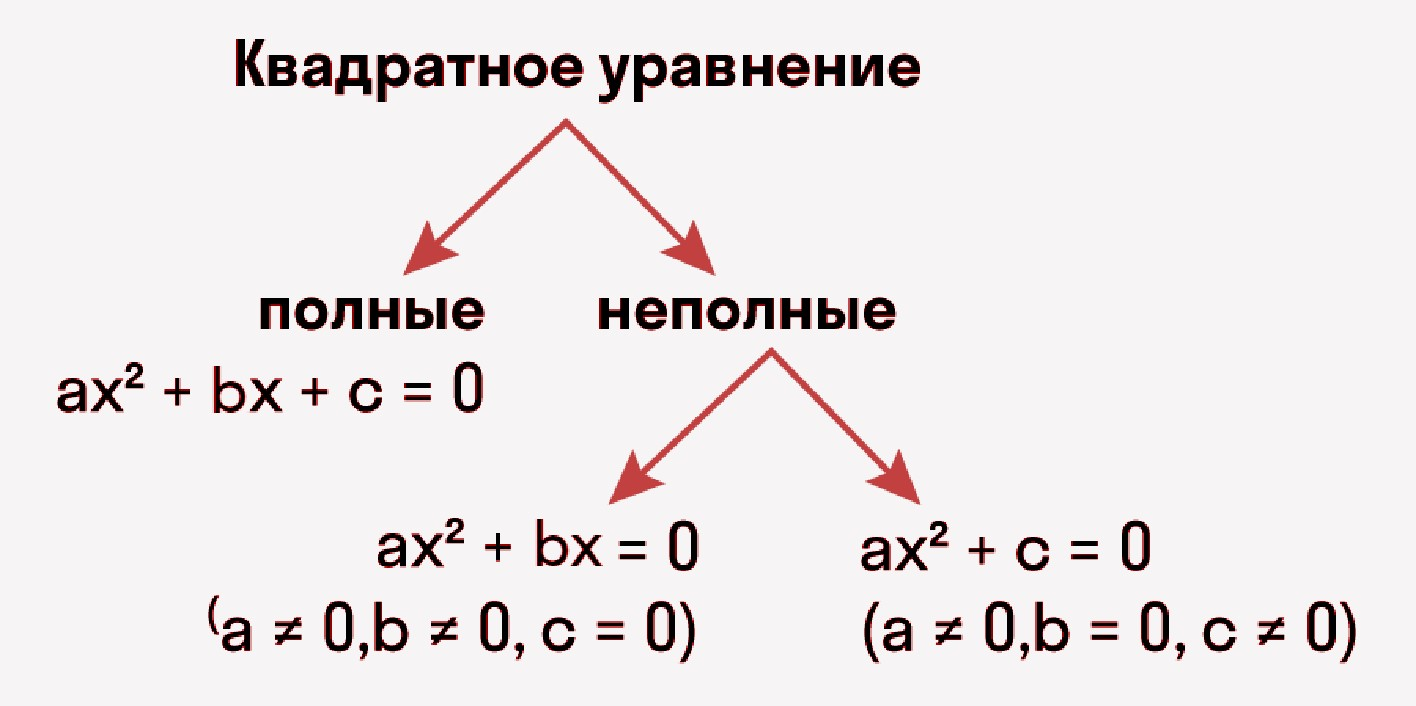 Квадратное уравнение
полные неполные
ax² + bx + c = 0
ax² + bx = 0 ax² + c = 0
(a ≠ 0,b ≠ 0, c = 0) (a ≠ 0,b = 0, c ≠ 0)